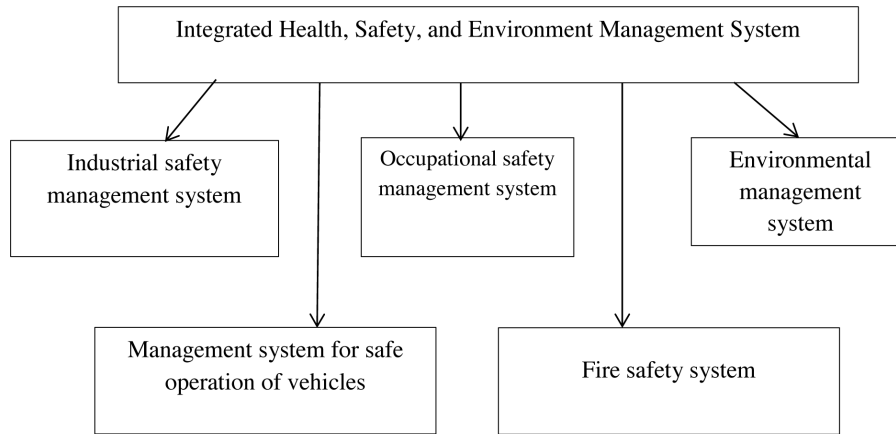 Integrated Health, Safety, and Environment Management System
Industrial safety
management system
Occupational safety
management system
Environmental
management
system
Management system for safe
operation of vehicles
Fire safety system